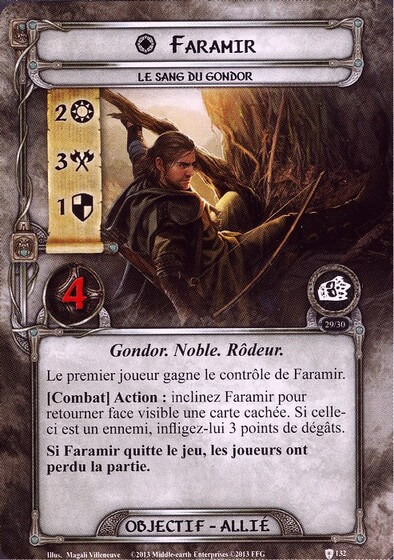 FARAMIR
LE SANG DU GONDOR
2
3
1
4
29/30
Gondor. Noble. Rôdeur.
Le premier joueur gagne le contrôle de Faramir.
[Combat] Action : inclinez Faramir pour
retourner face visible une carte cachée. Si celle-
ci est un ennemi, infligez-lui 3 points de dégâts.
Si Faramir quitte le jeu, les joueurs ont
perdu la partie.
OBJECTIF - ALLIÉ
Illus. Magali Villeneuve ©2013 Middle-earth Enterprises ©2013 FFG 132